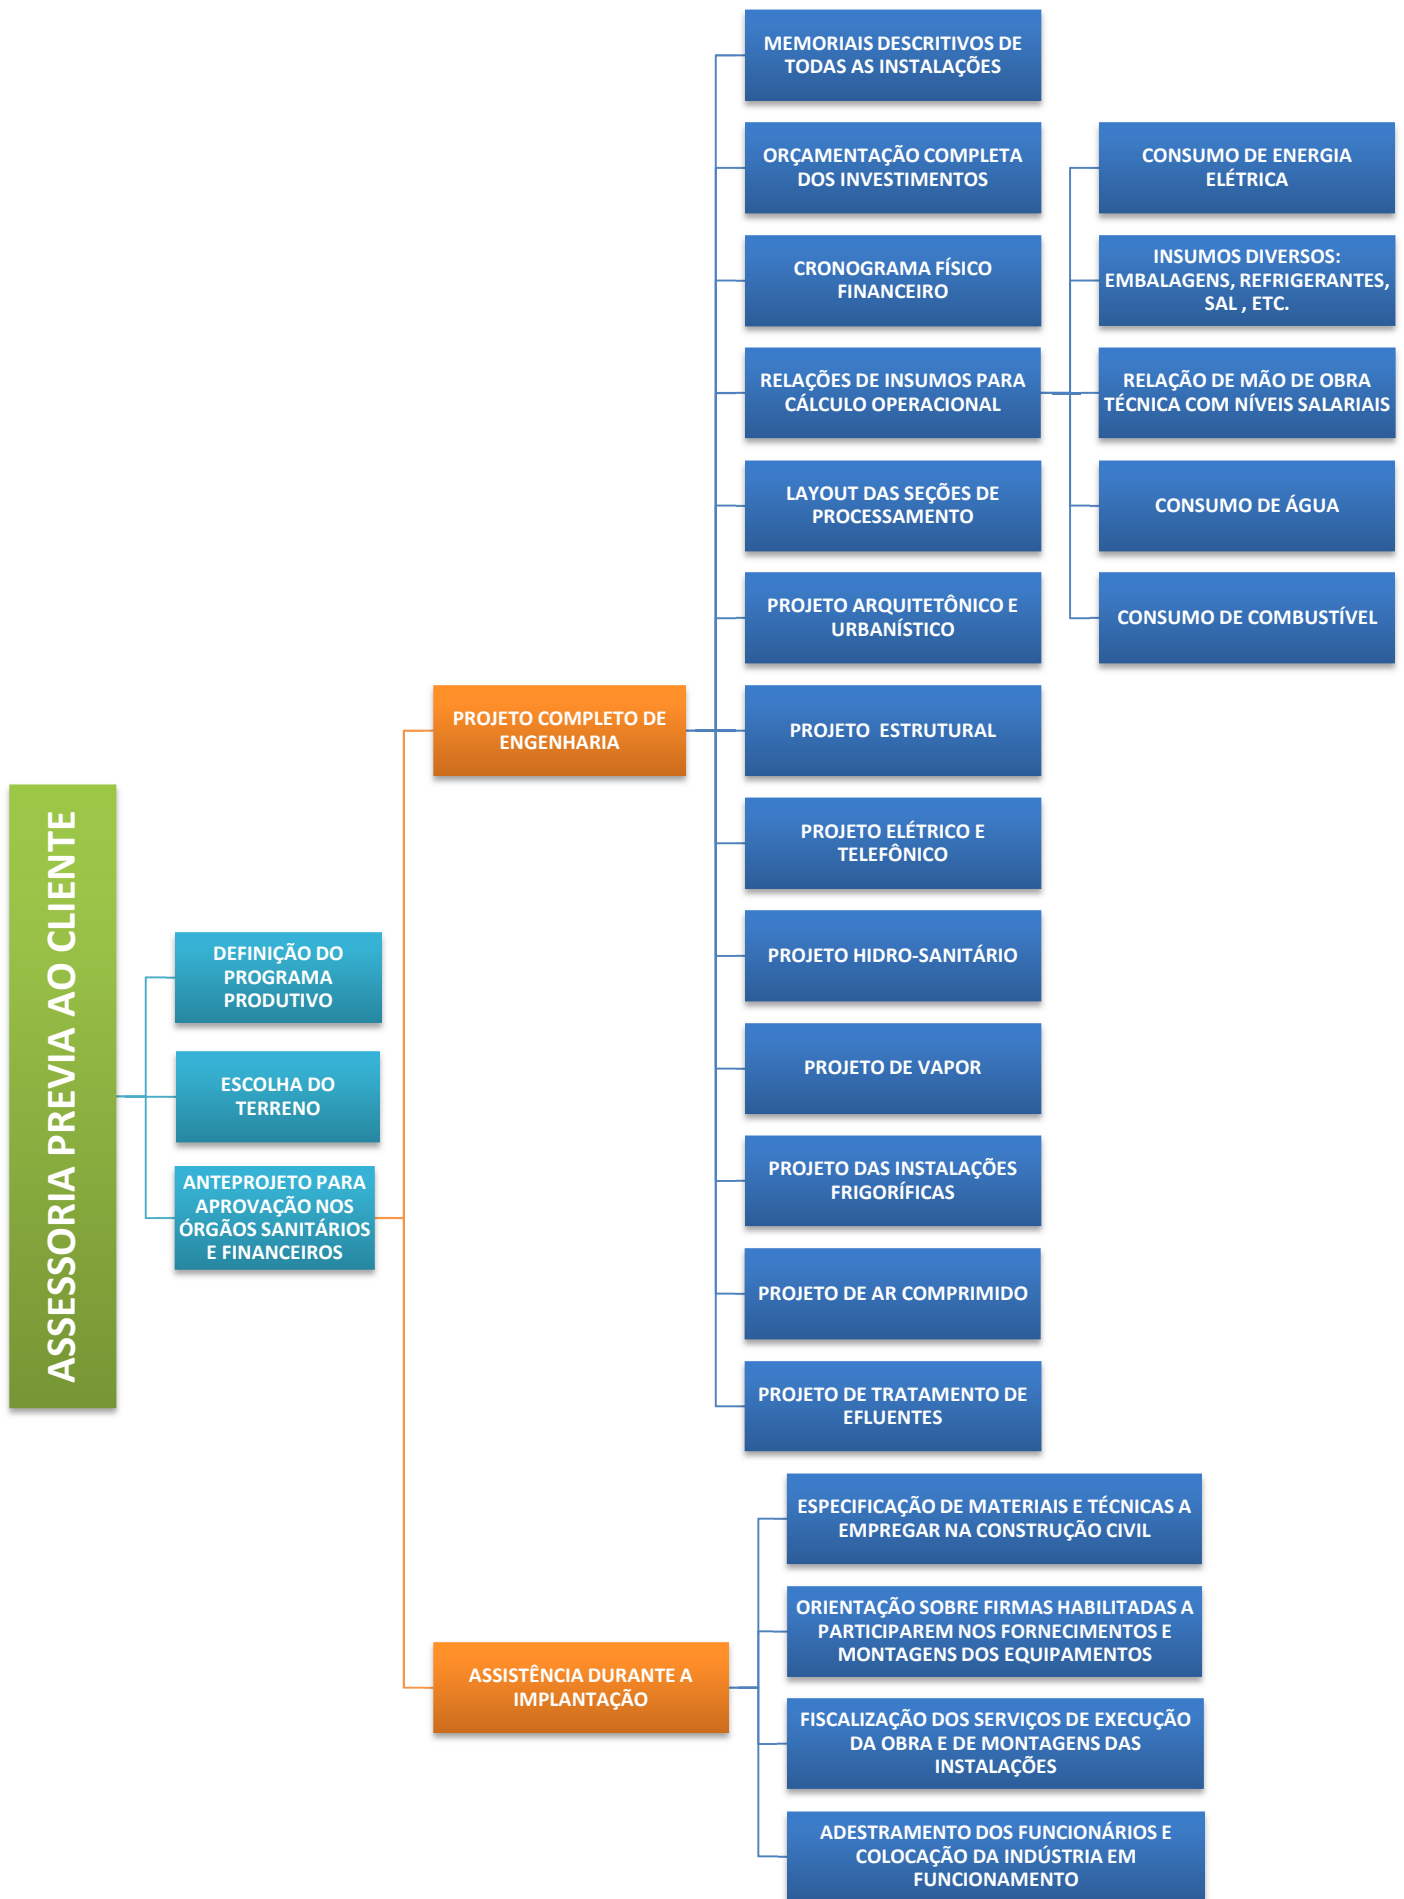 ASSESSORIA PREVIA AO CLIENTE
DEFINIÇÃO DO
PROGRAMA
PRODUTIVO
ESCOLHA DO
TERRENO
ANTEPROJETO PARA
APROVAÇÃO NOS
ÓRGÃOS SANITÁRIOS
E FINANCEIROS
PROJETO COMPLETO DE
ENGENHARIA
MEMORIAIS DESCRITIVOS DE
TODAS AS INSTALAÇÕES
ORÇAMENTAÇÃO COMPLETA
DOS INVESTIMENTOS
CRONOGRAMA FÍSICO
FINANCEIRO
RELAÇÕES DE INSUMOS PARA
CÁLCULO OPERACIONAL
CONSUMO DE ENERGIA
ELÉTRICA
INSUMOS DIVERSOS:
EMBALAGENS, REFRIGERANTES,
SAL , ETC.
RELAÇÃO DE MÃO DE OBRA
TÉCNICA COM NÍVEIS SALARIAIS
CONSUMO DE ÁGUA
CONSUMO DE COMBUSTÍVEL
LAYOUT DAS SEÇÕES DE
PROCESSAMENTO
PROJETO ARQUITETÔNICO E
URBANÍSTICO
PROJETO  ESTRUTURAL
PROJETO ELÉTRICO E
TELEFÔNICO
PROJETO HIDRO-SANITÁRIO
PROJETO DE VAPOR
PROJETO DAS INSTALAÇÕES
FRIGORÍFICAS
PROJETO DE AR COMPRIMIDO
PROJETO DE TRATAMENTO DE
EFLUENTES
ASSISTÊNCIA DURANTE A
IMPLANTAÇÃO
ESPECIFICAÇÃO DE MATERIAIS E TÉCNICAS A
EMPREGAR NA CONSTRUÇÃO CIVIL
ORIENTAÇÃO SOBRE FIRMAS HABILITADAS A
PARTICIPAREM NOS FORNECIMENTOS E
MONTAGENS DOS EQUIPAMENTOS
FISCALIZAÇÃO DOS SERVIÇOS DE EXECUÇÃO
DA OBRA E DE MONTAGENS DAS
INSTALAÇÕES
ADESTRAMENTO DOS FUNCIONÁRIOS E
COLOCAÇÃO DA INDÚSTRIA EM
FUNCIONAMENTO